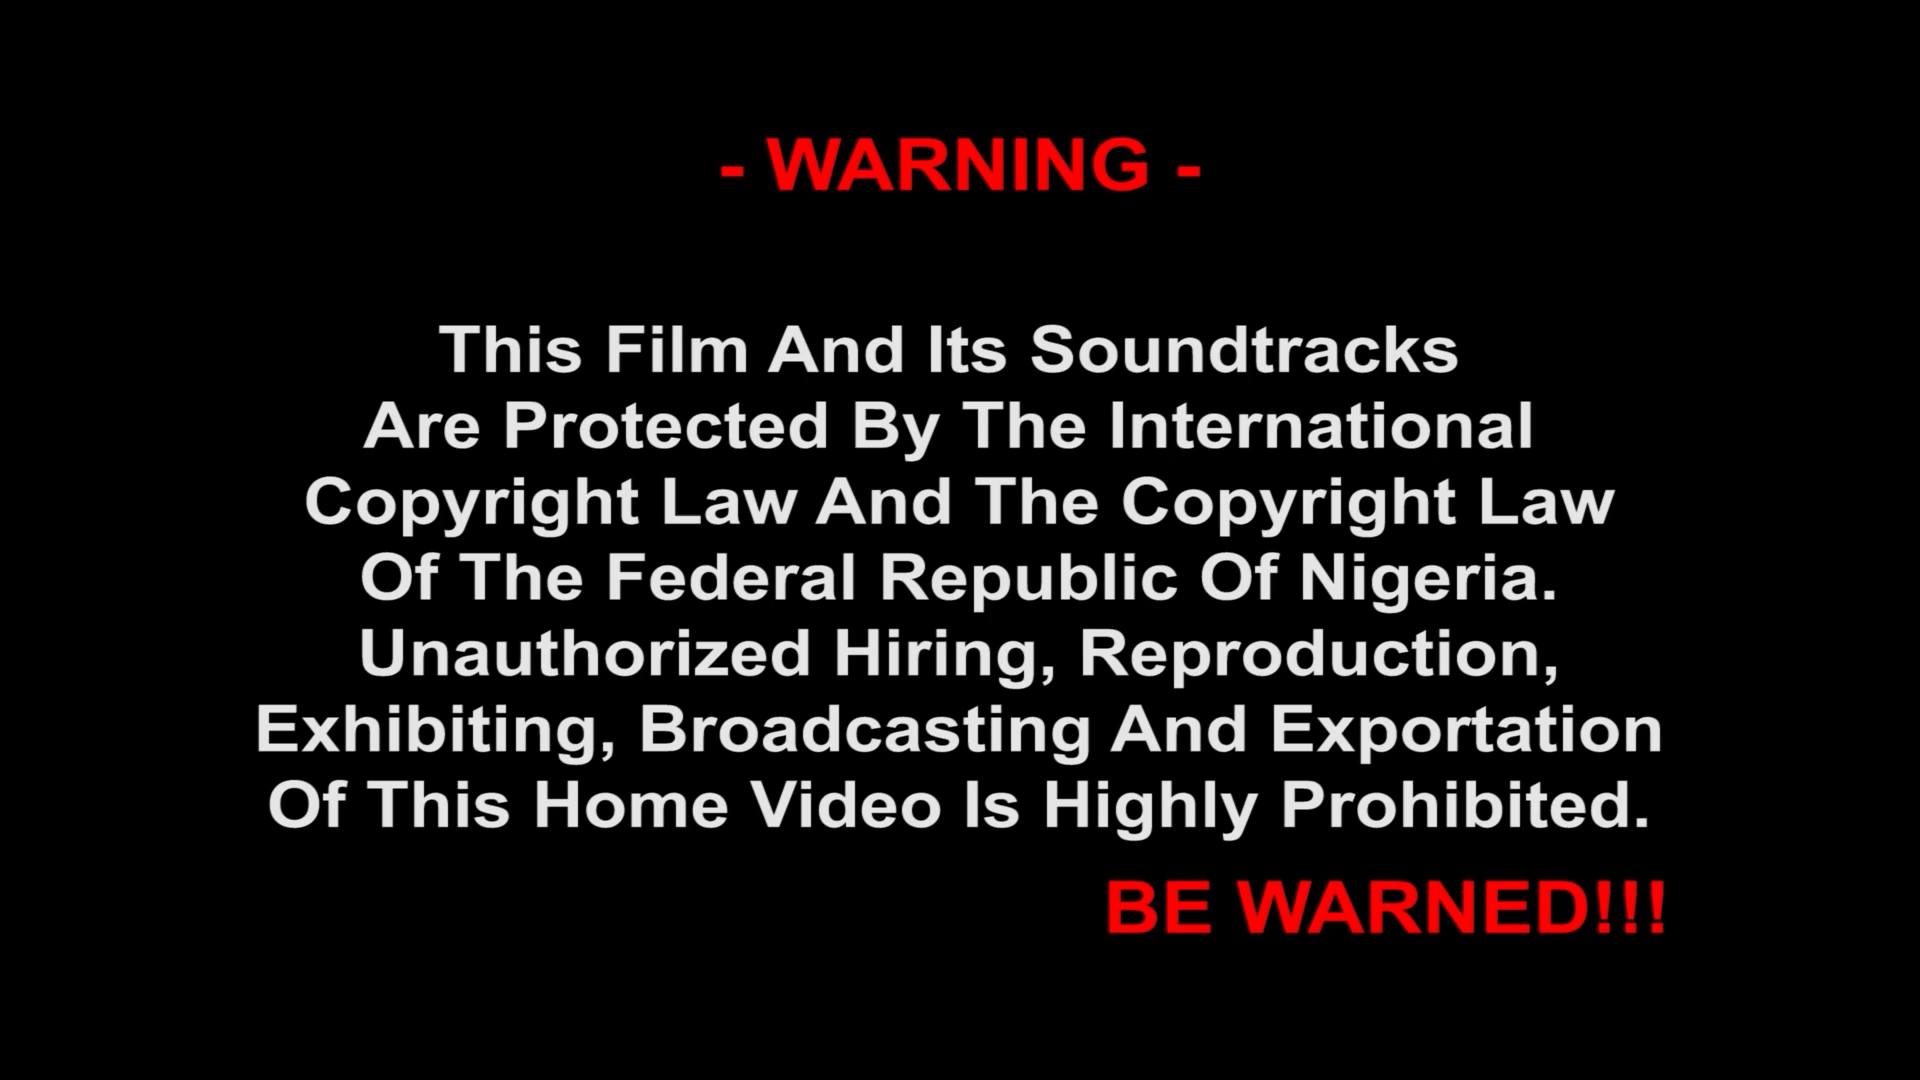 - WARNING -
This Film And Its Soundtracks
Are Protected By The International
Copyright Law And The Copyright Law
Of The Federal Republic Of Nigeria.
Unauthorized Hiring, Reproduction,
Exhibiting, Broadcasting And Exportation
Of This Home Video Is Highly Prohibited.
BE WARNED!!!